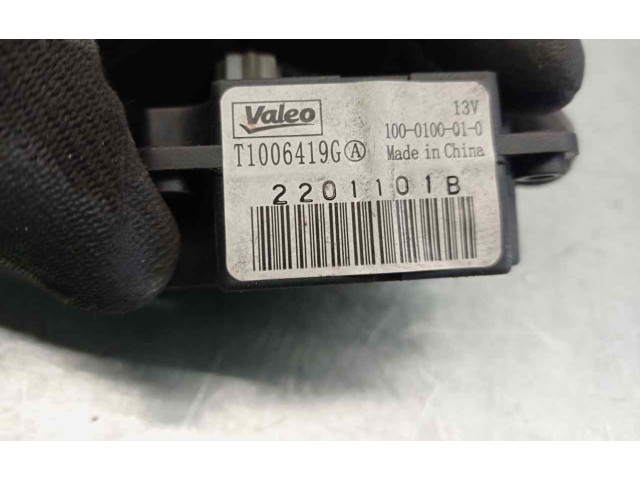 Valeo
13V
100-0100-01-0
T1006419G Ⓐ
Made in China
2201101B